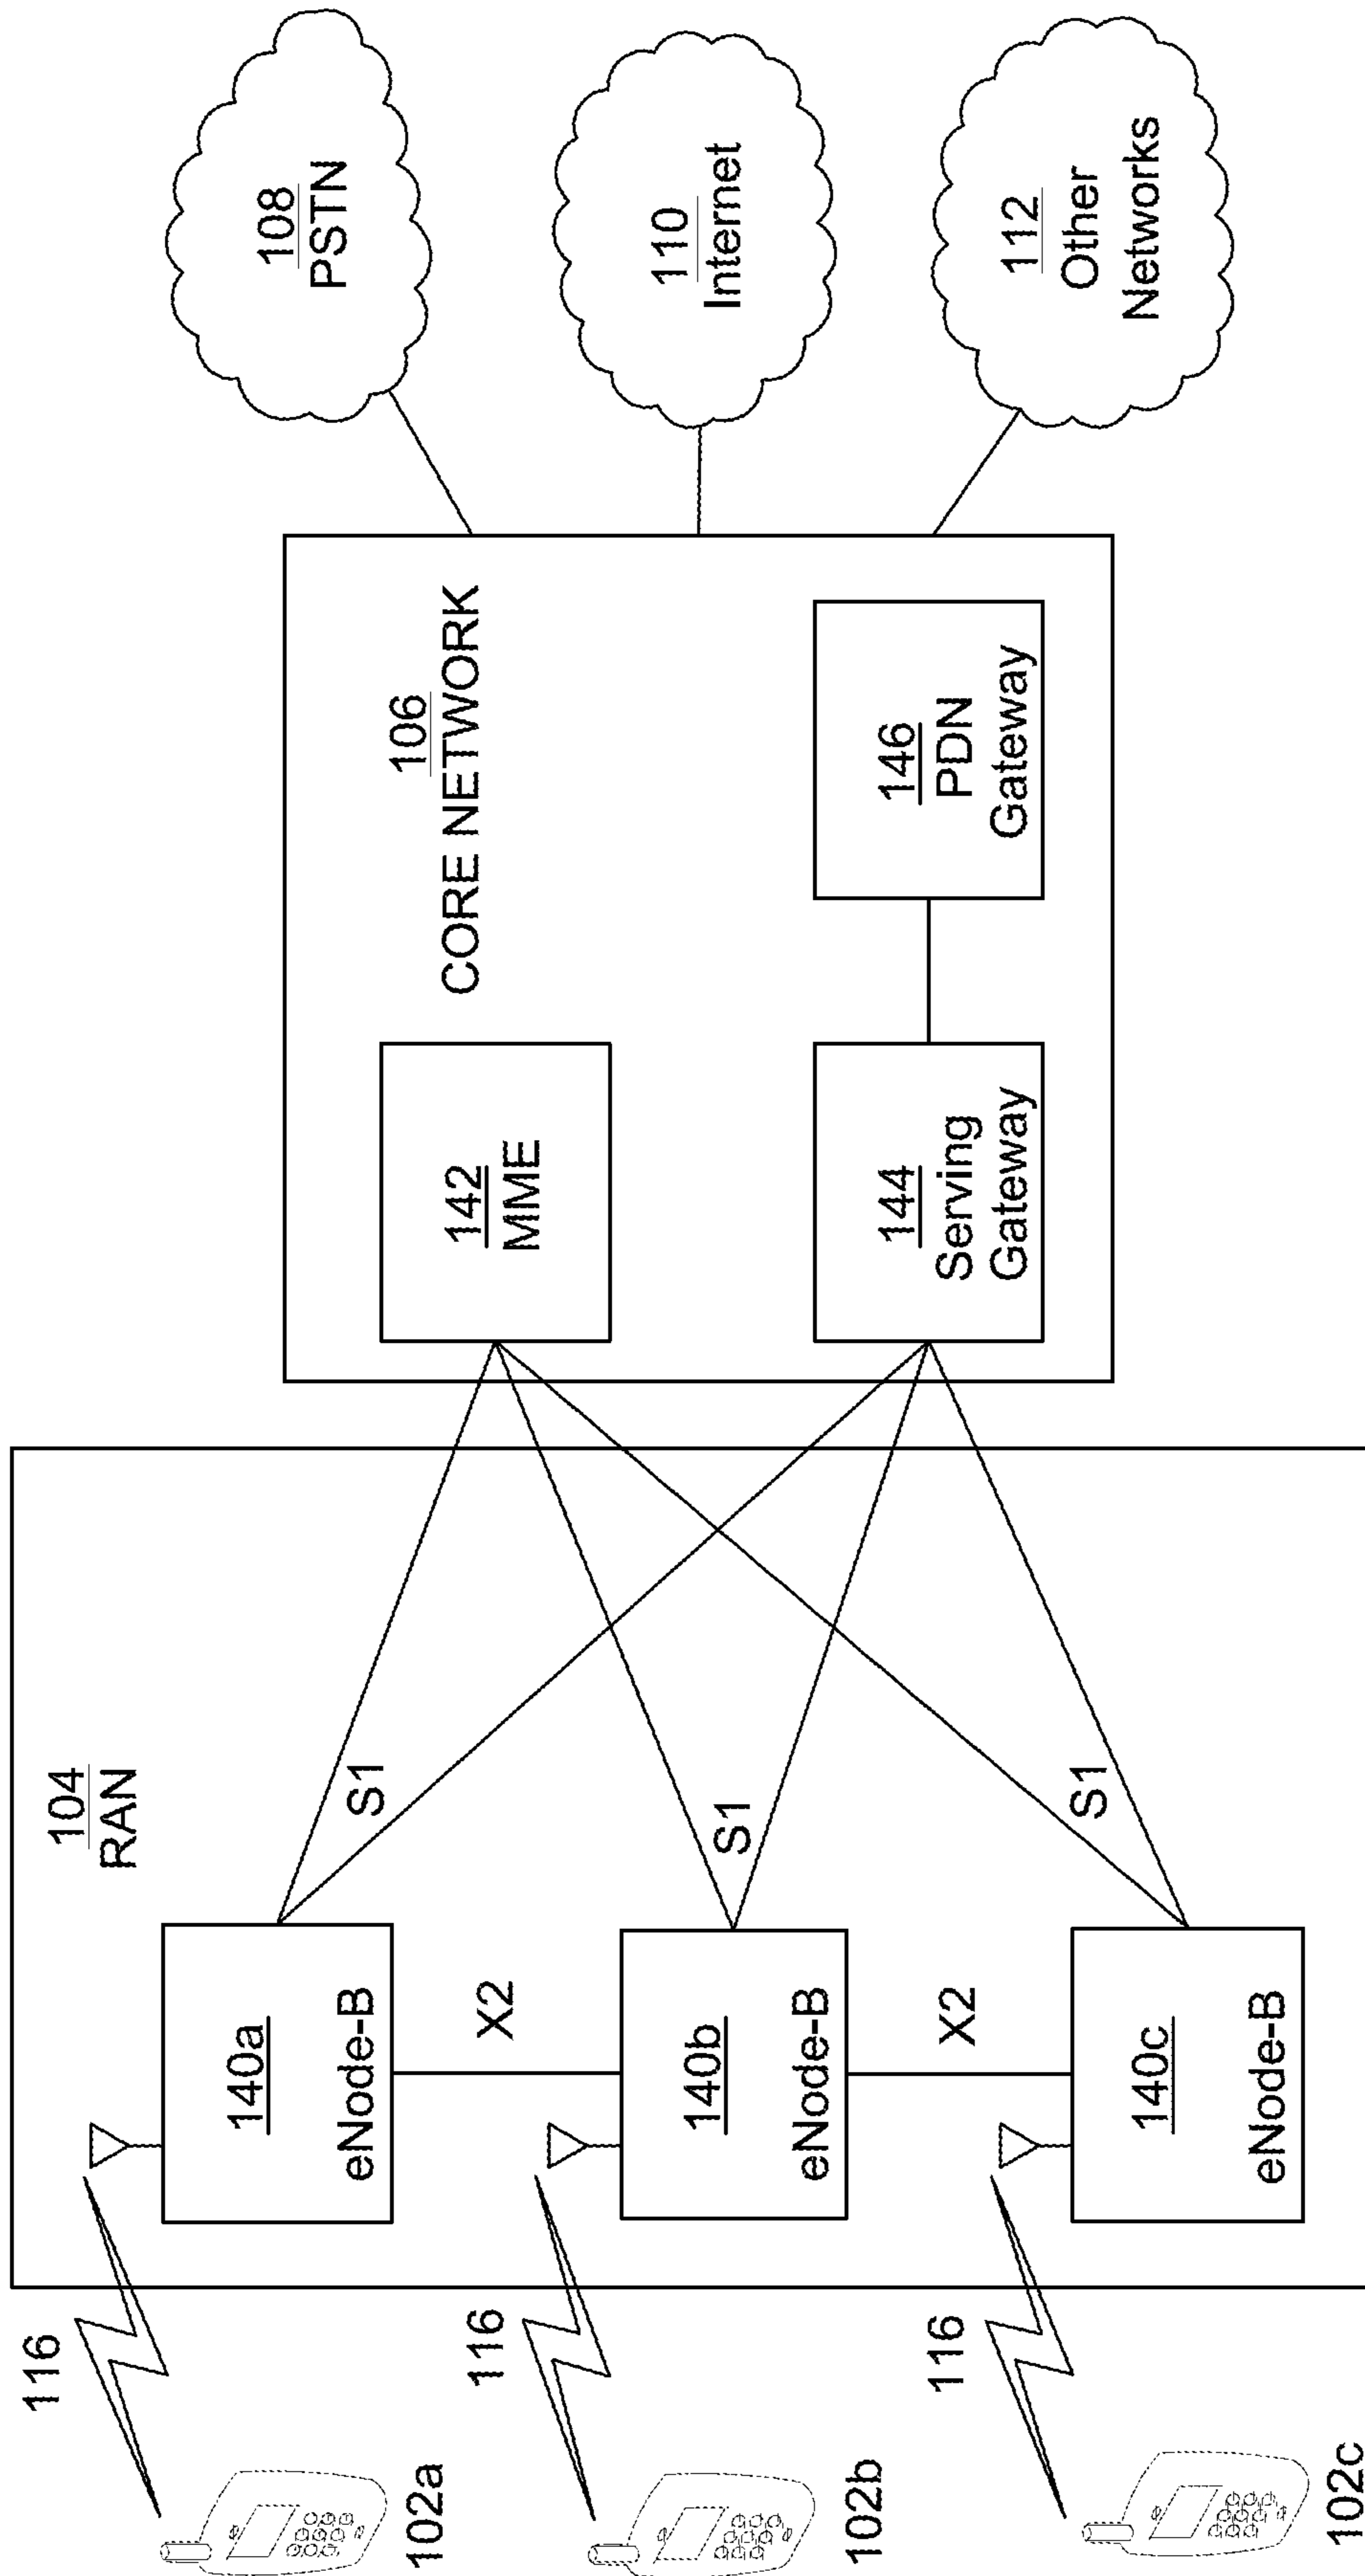 104
RAN
116
102a
140a
eNode-B
S1
X2
116
102b
140b
eNode-B
S1
X2
116
102c
140c
eNode-B
S1
106
CORE NETWORK
142
MME
144
Serving
Gateway
146
PDN
Gateway
108
PSTN
110
Internet
112
Other
Networks